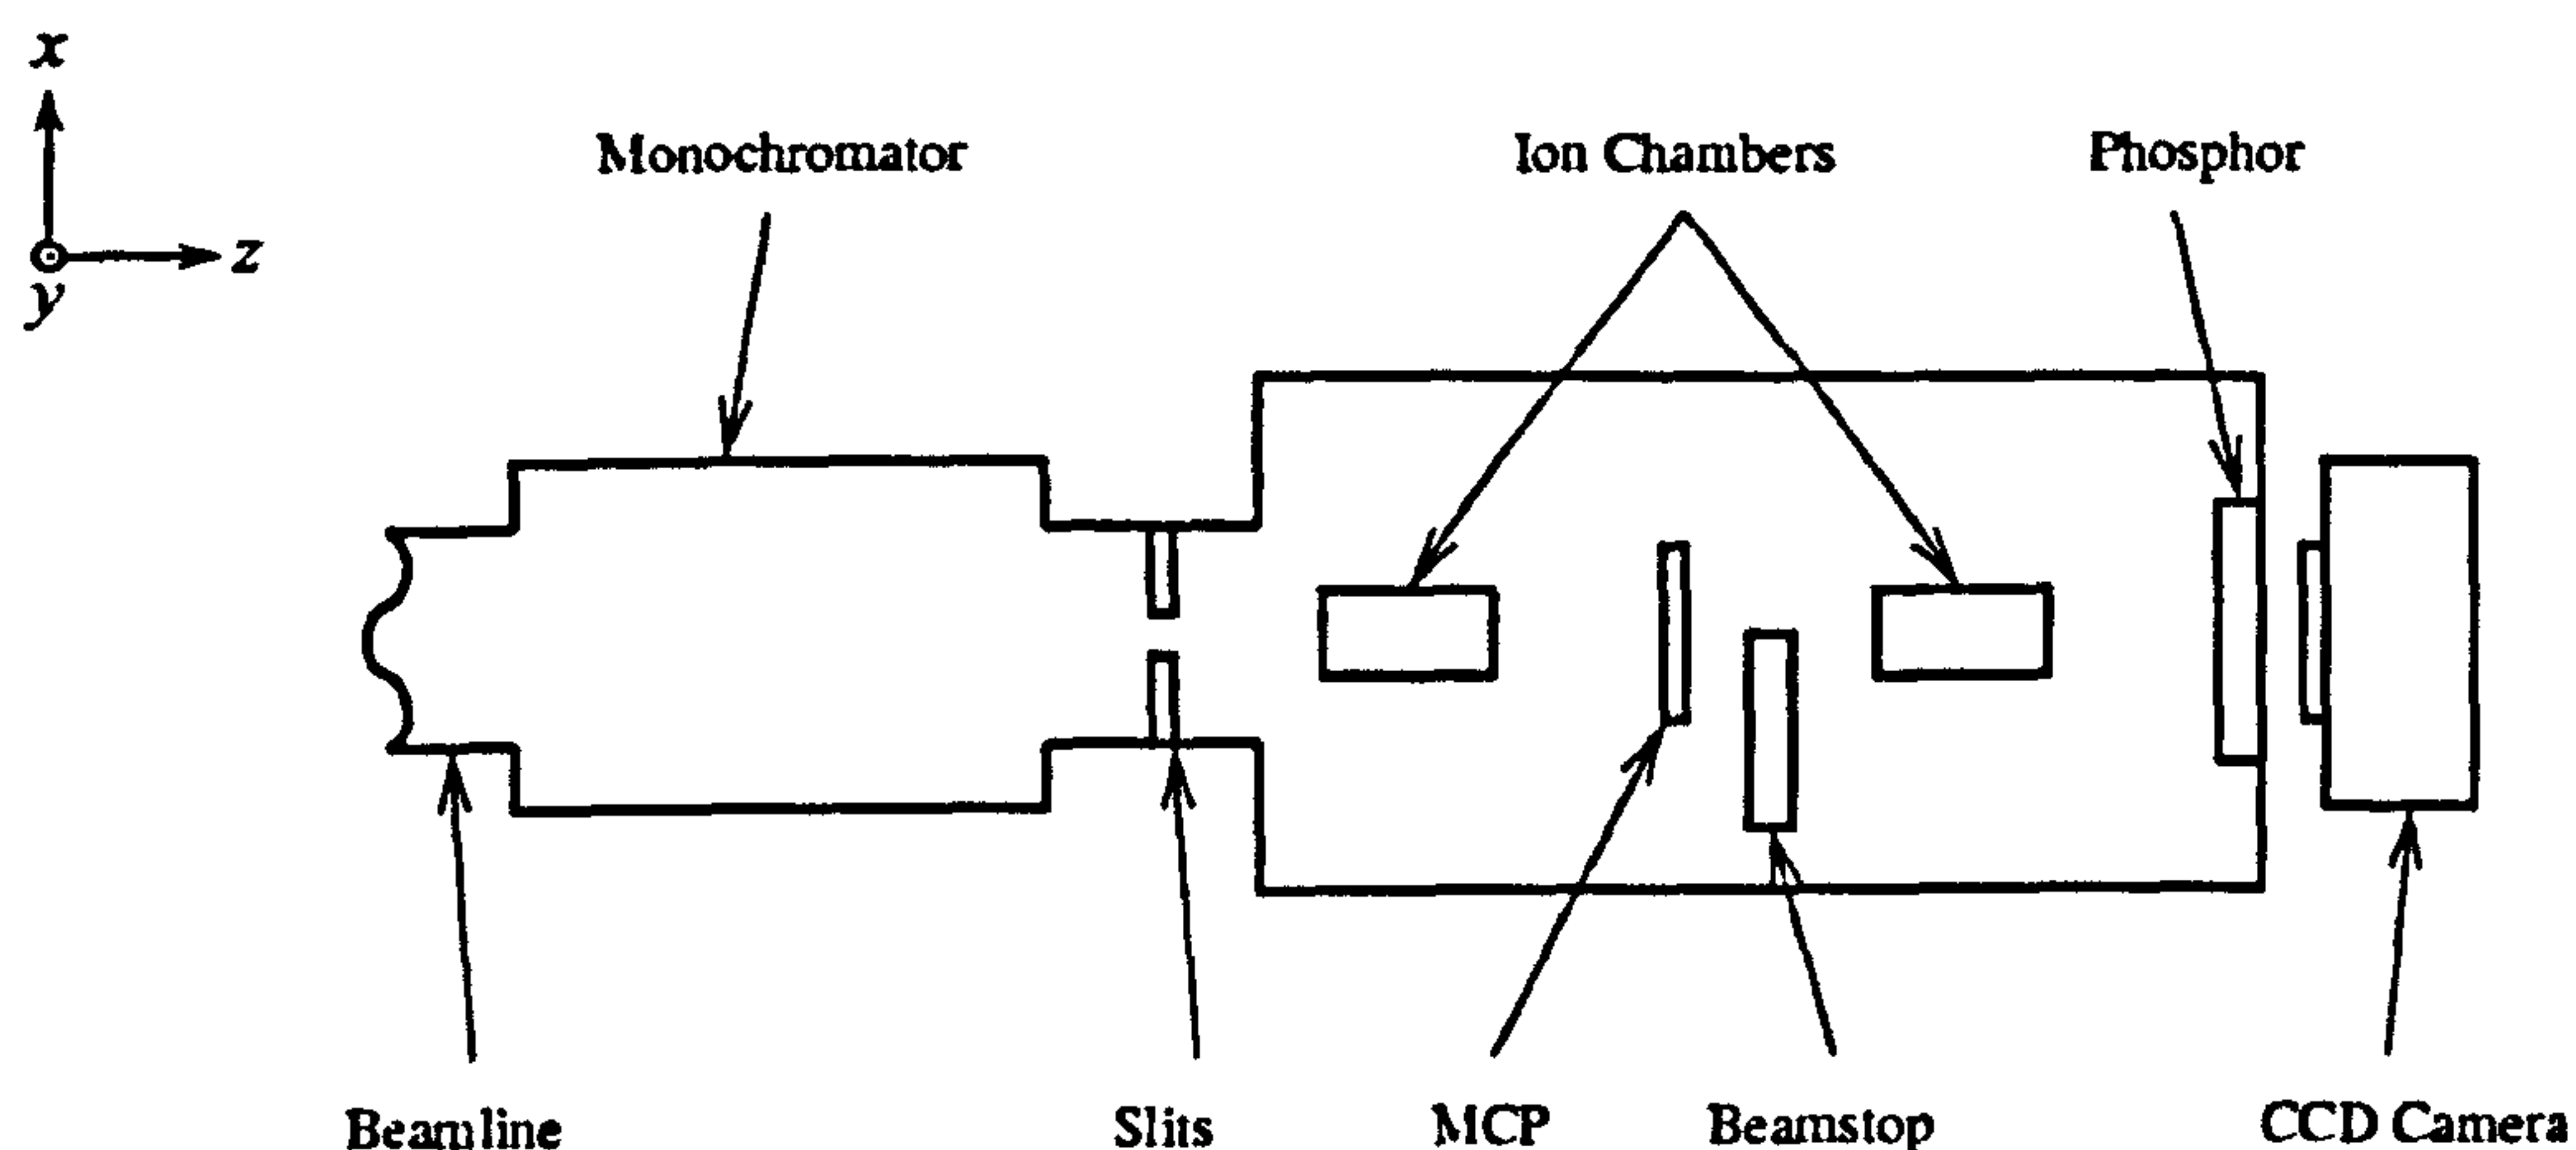 x
Monochromator
Ion Chambers
Phosphor
z
y
Beamline
Slits
MCP
Beamstop
CCD Camera